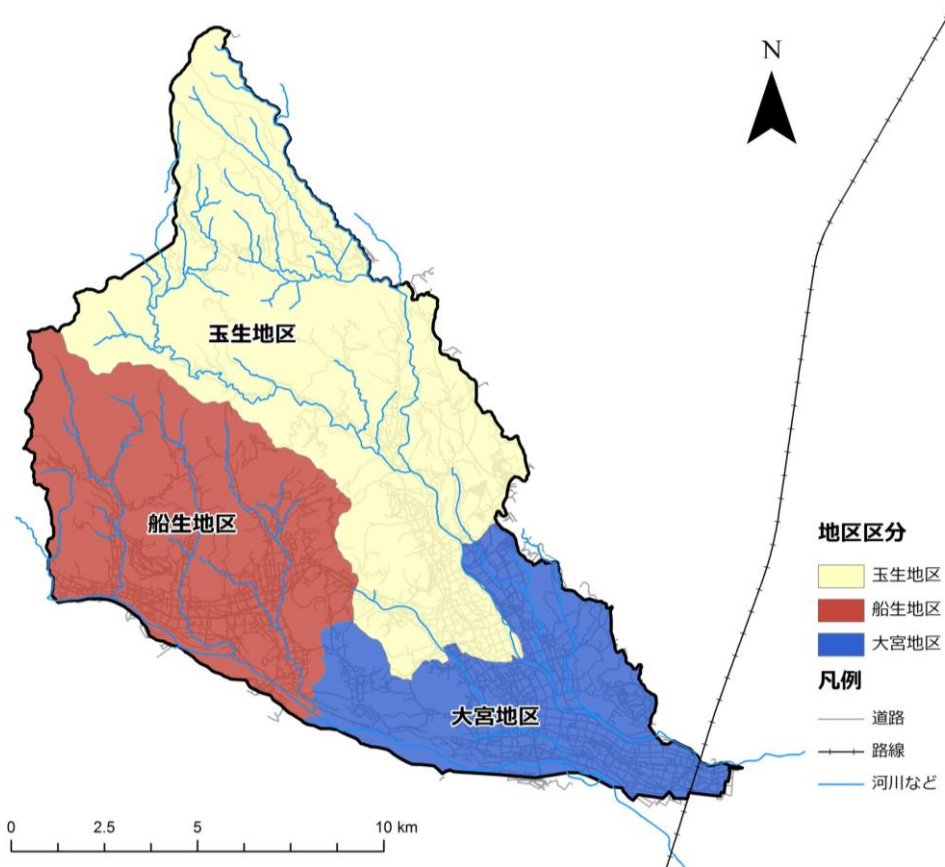 N
玉生地区
船生地区
大宮地区
地区区分
玉生地区
船生地区
大宮地区
凡例
道路
路線
河川など
0 2.5 5 10 km